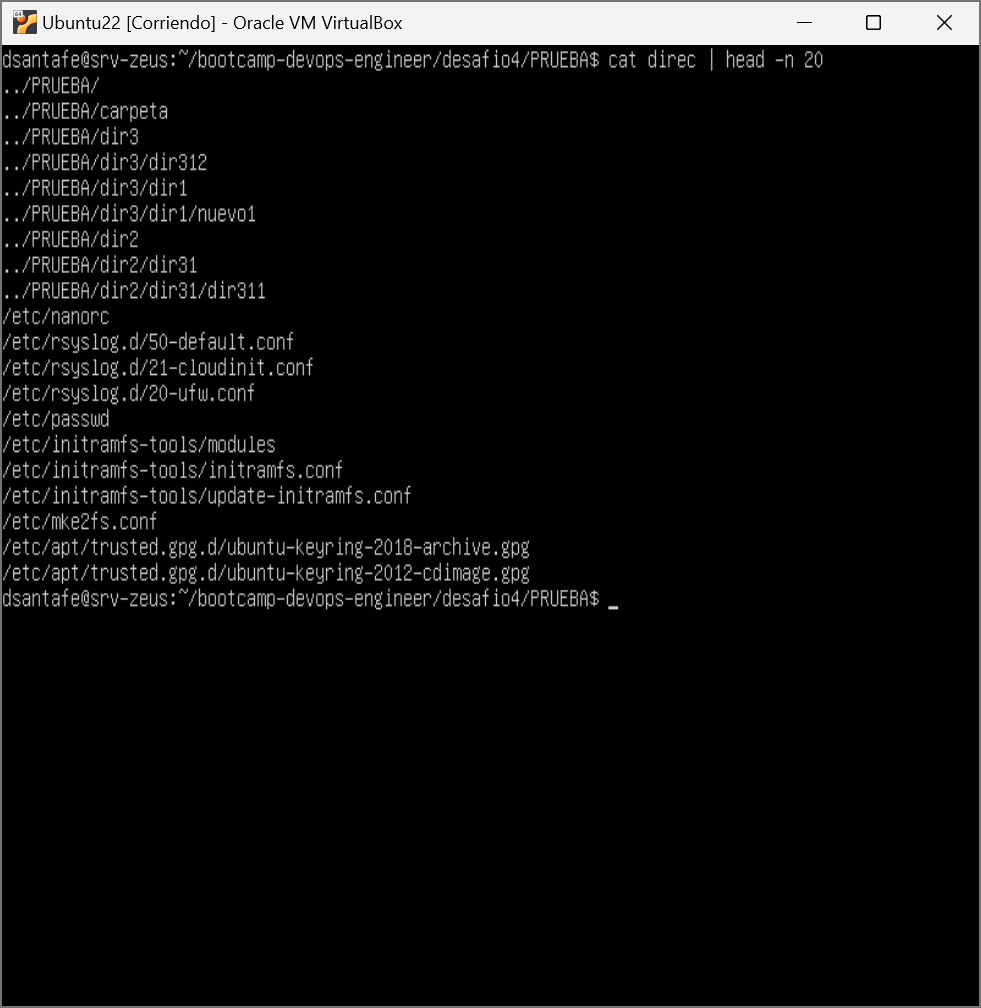 Ubuntu22 [Corriendo] - Oracle VM VirtualBox
dsantafe@srv-zeus:~/bootcamp-devops-engineer/desafio4/PRUEBA$ cat direc | head -n 20
../PRUEBA/
../PRUEBA/carpeta
../PRUEBA/dir3
../PRUEBA/dir3/dir312
../PRUEBA/dir3/dir1
../PRUEBA/dir3/dir1/nuevo1
../PRUEBA/dir2
../PRUEBA/dir2/dir31
../PRUEBA/dir2/dir31/dir311
/etc/nanorc
/etc/rsyslog.d/50-default.conf
/etc/rsyslog.d/21-cloudinit.conf
/etc/rsyslog.d/20-ufw.conf
/etc/passwd
/etc/initramfs-tools/modules
/etc/initramfs-tools/initramfs.conf
/etc/initramfs-tools/update-initramfs.conf
/etc/mke2fs.conf
/etc/apt/trusted.gpg.d/ubuntu-keyring-2018-archive.gpg
/etc/apt/trusted.gpg.d/ubuntu-keyring-2012-cdimage.gpg
dsantafe@srv-zeus:~/bootcamp-devops-engineer/desafio4/PRUEBA$ _